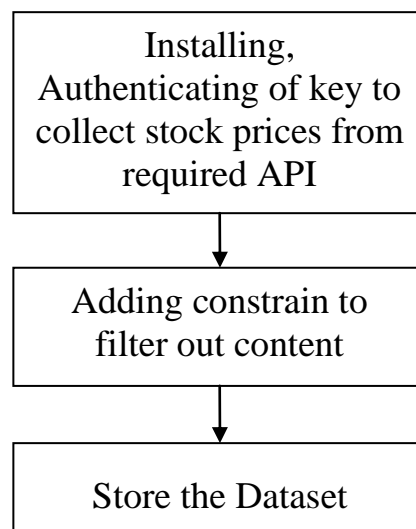 Installing,
Authenticating of key to
collect stock prices from
required API
Adding constrain to
filter out content
Store the Dataset